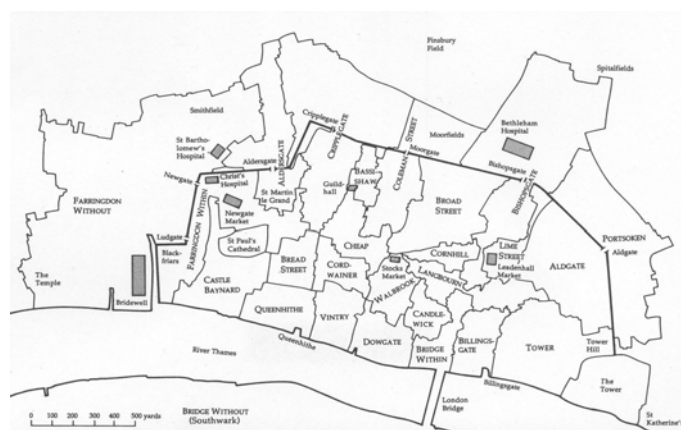 Finsbury
Field
Spitalfields
Smithfield
Cripplegate
CRIPPLEGATE
STREET
Moorfields
Bethleham
Hospital
St Bartho-
lomew's
Hospital
Aldersgate
ALDERSGATE
Moorgate
Bishopsgate
Newgate
Christ's
Hospital
BASSI-
SHAW
COLEMAN
BISHOPSGATE
FARRINGDON
WITHOUT
FARRINGDON WITHIN
Newgate
Market
St Martin
le Grand
Guild-
hall
BROAD
STREET
PORTSOKEN
Ludgate
St Paul's
Cathedral
CHEAP
CORNHILL
LIME
STREET
Aldgate
Black-
friars
BREAD
STREET
CORD-
WAINER
Stocks
Market
LANGBOURN
Leadenhall
Market
ALDGATE
The
Temple
CASTLE
BAYNARD
WALBROOK
Bridewell
QUEENHITHE
VINTRY
CANDLE-
WICK
DOWGATE
BRIDGE
WITHIN
BILLINGS-
GATE
TOWER
Tower
Hill
River Thames
Queenhithe
Billingsgate
The
Tower
London
Bridge
BRIDGE WITHOUT
(Southwark)
St
Katherine's
0 100 200 300 400 500 yards